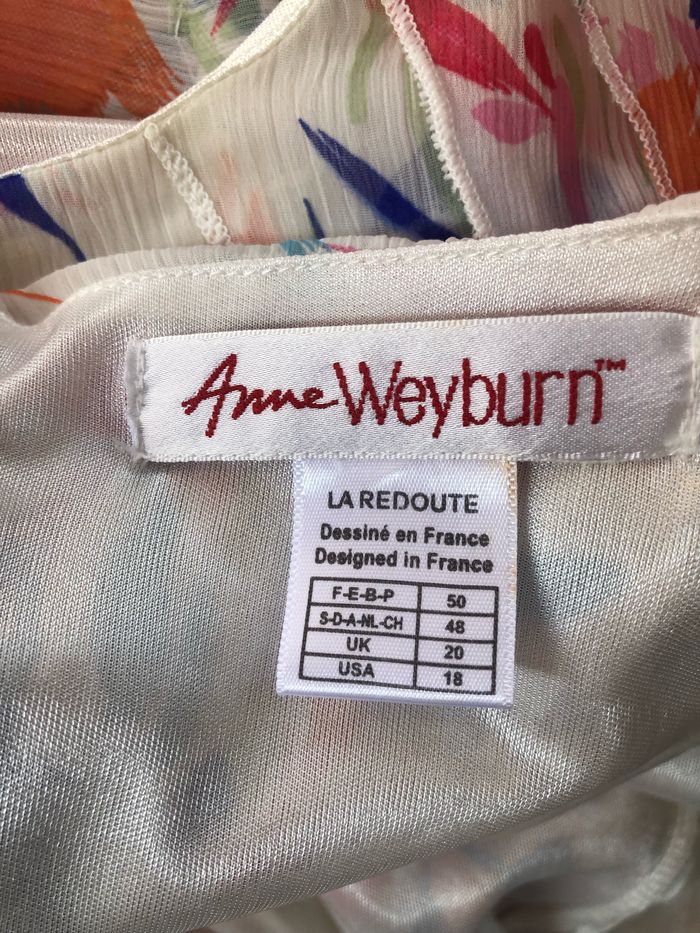 Anne Weyburn™
LA REDOUTE
Dessiné en France
Designed in France
F-E-B-P 50
S-D-A-NL-CH 48
UK 20
USA 18